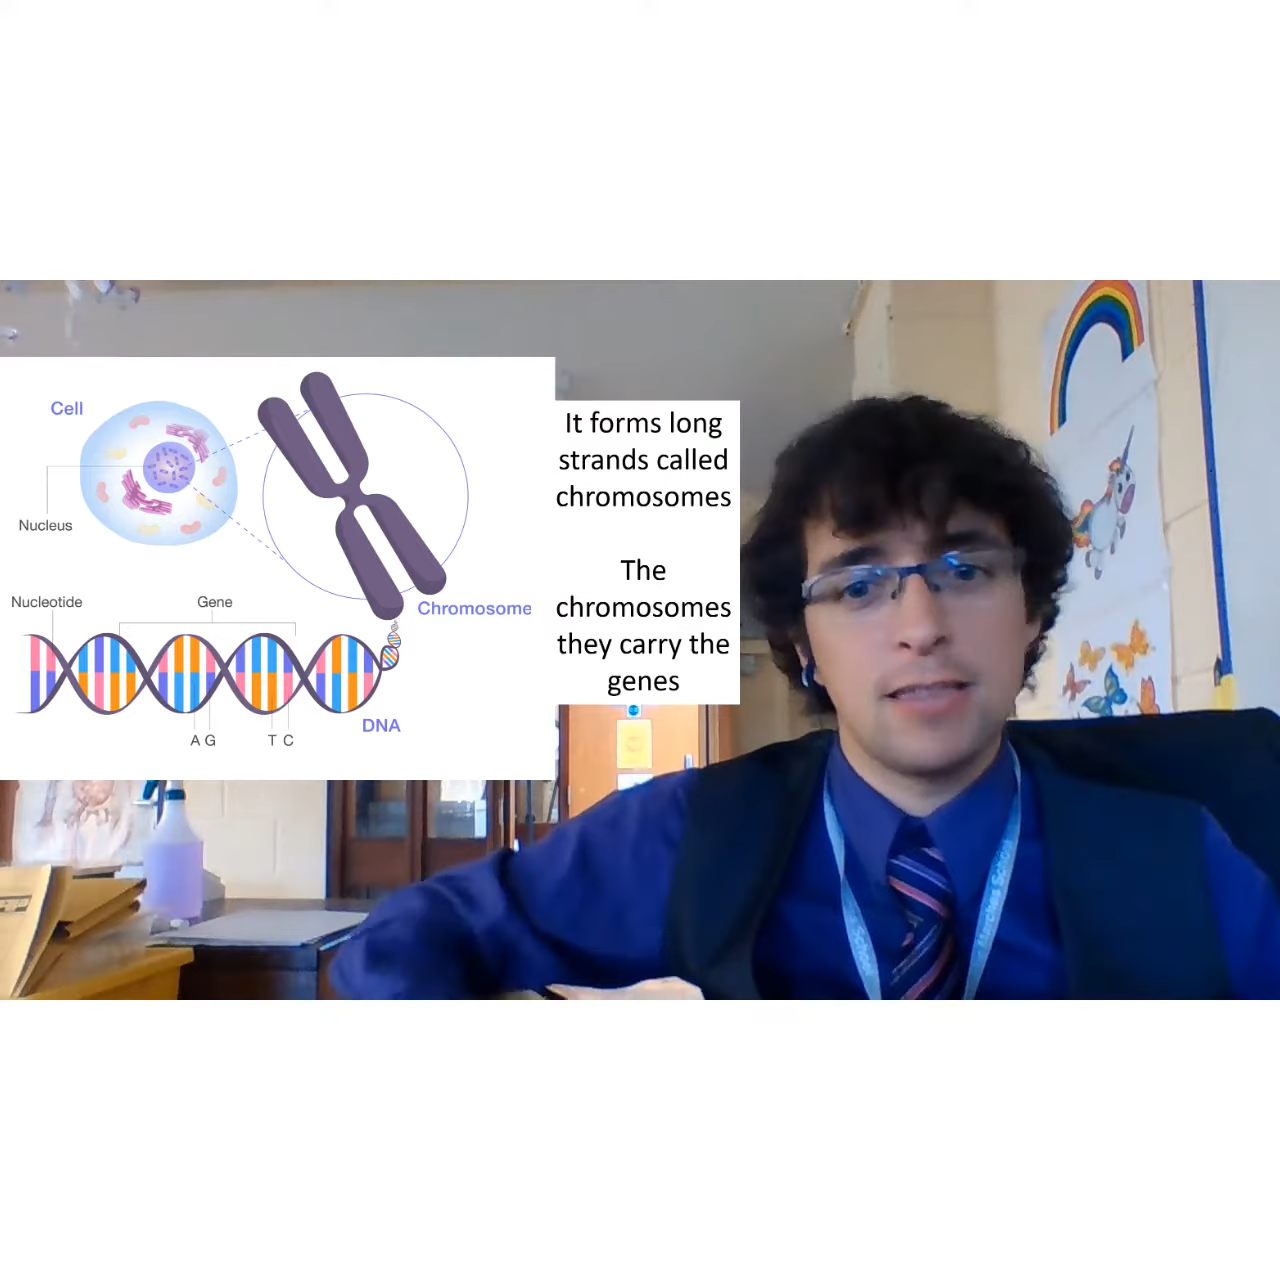 Cell
Nucleus
Nucleotide
Gene
Chromosome
A G
T C
DNA
It forms long
strands called
chromosomes
The
chromosomes
they carry the
genes